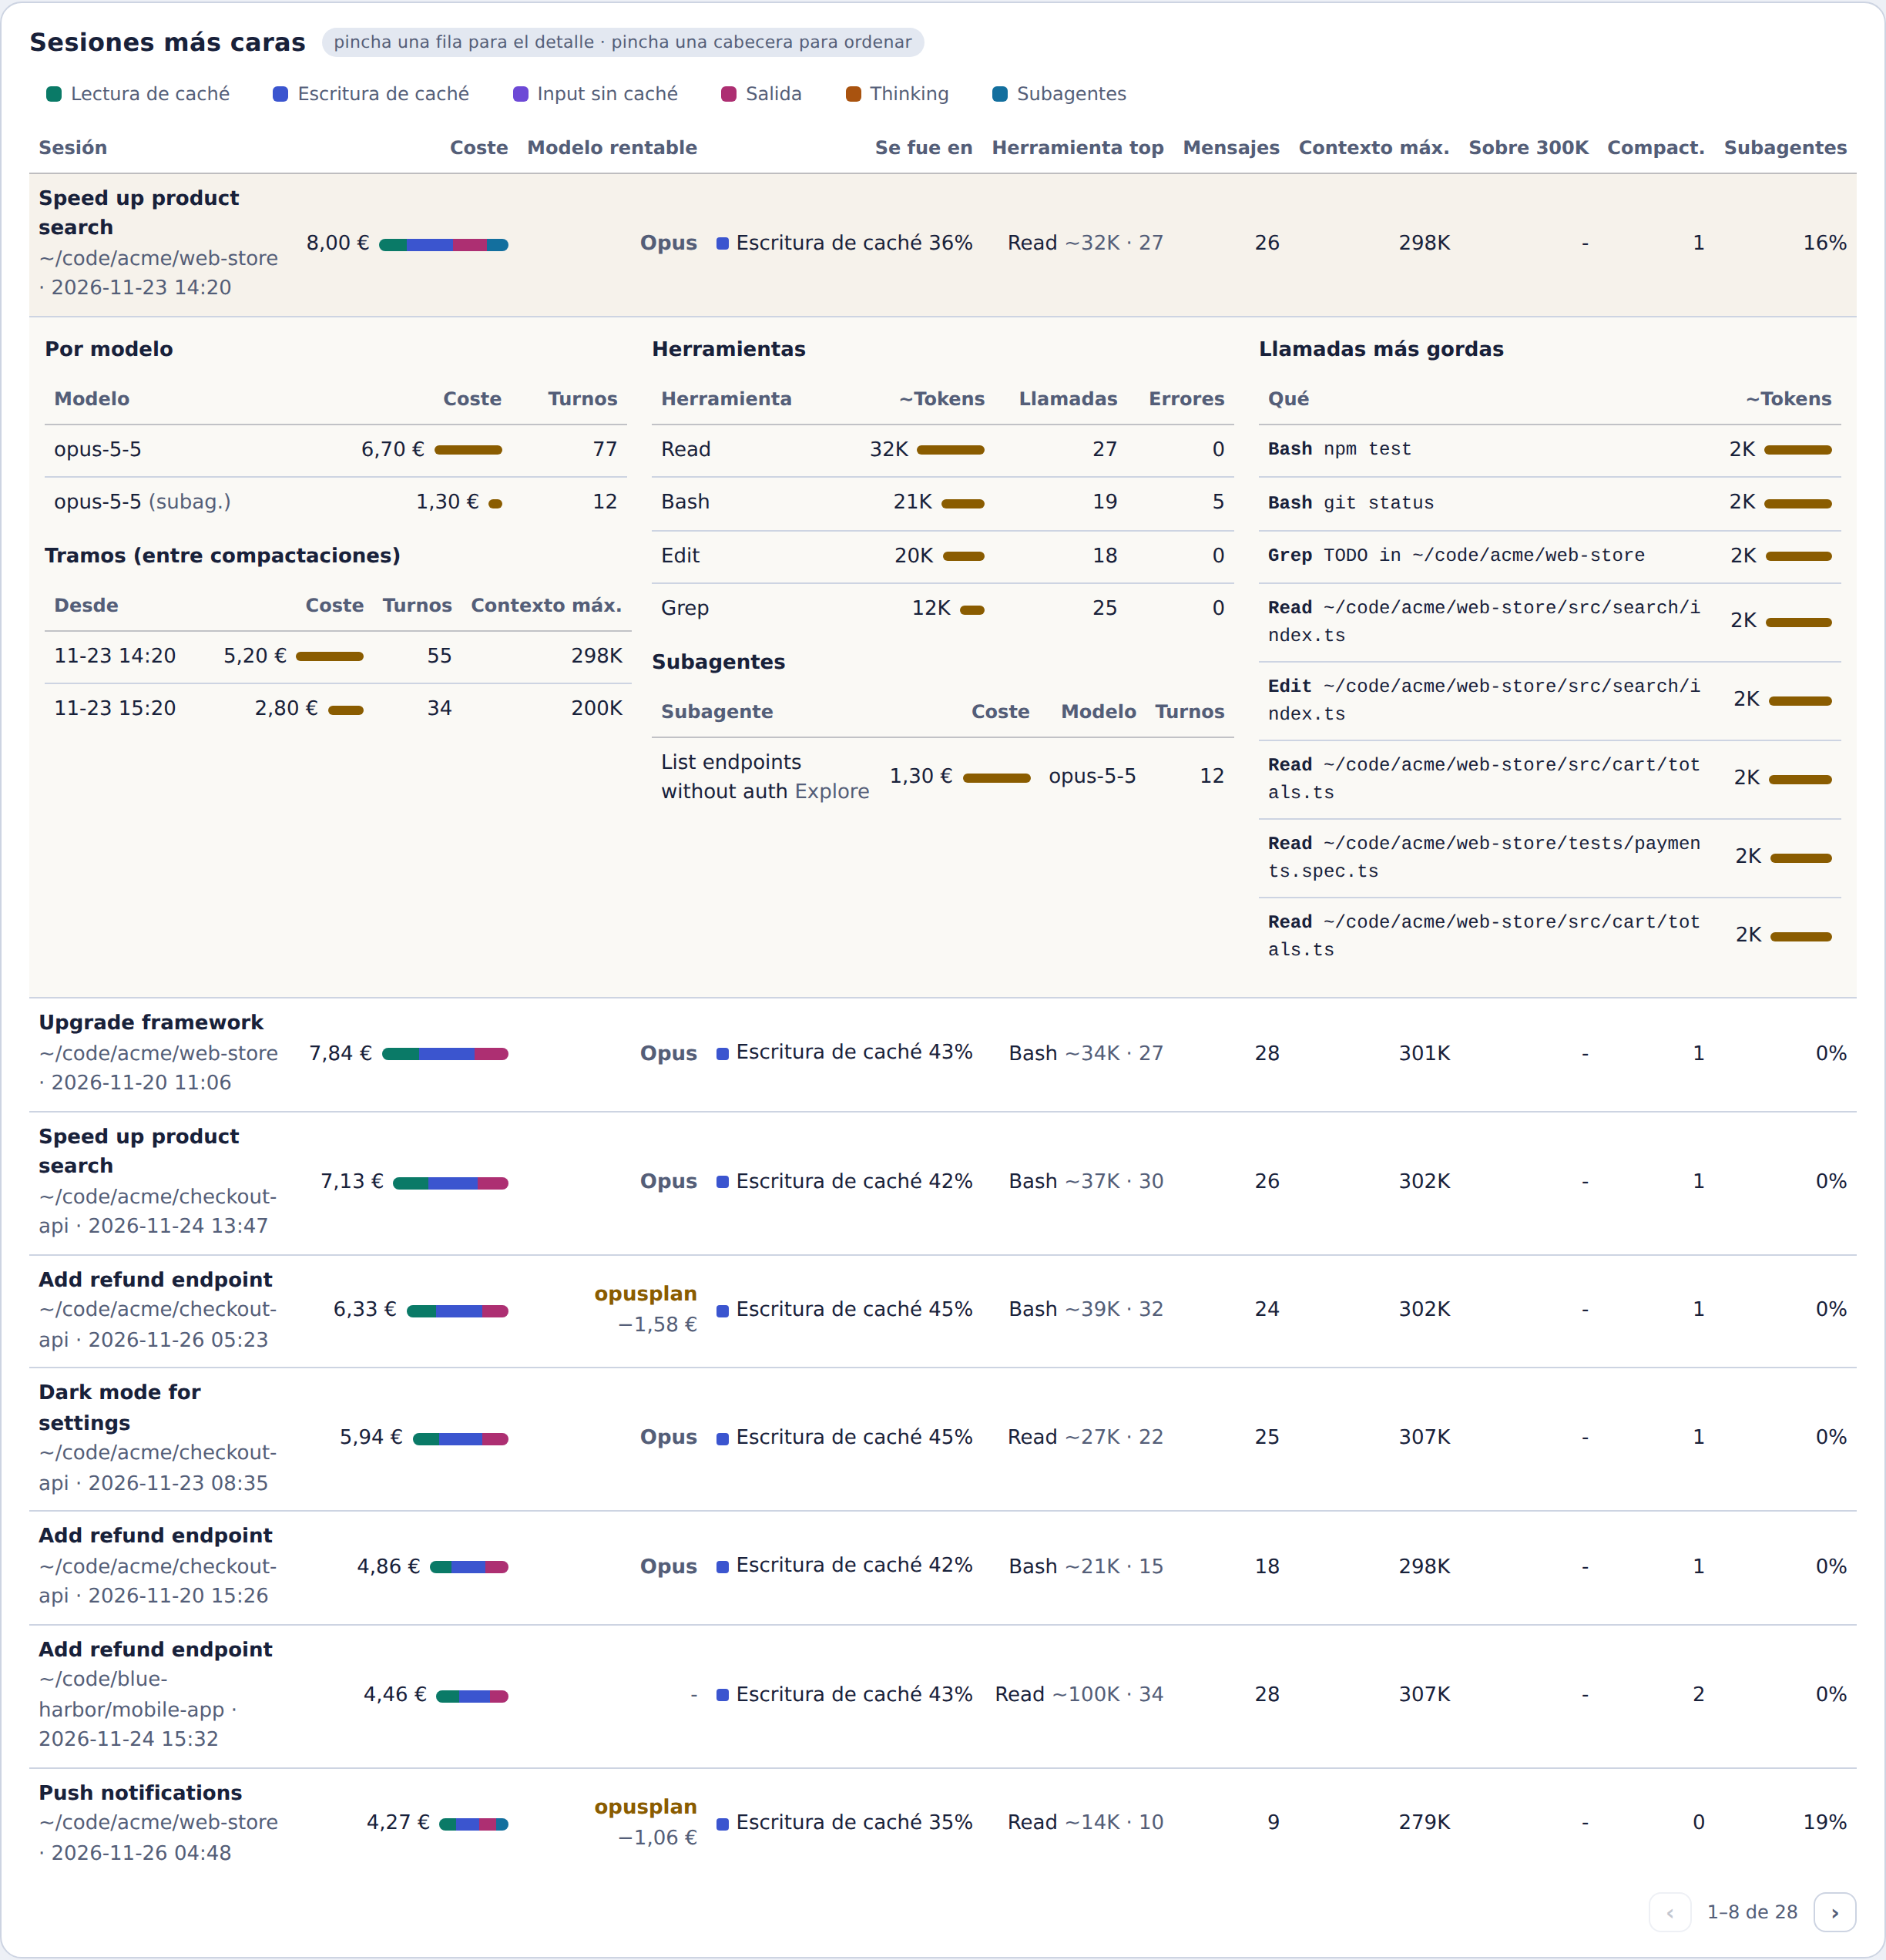 Sesiones más caras pincha una fila para el detalle · pincha una cabecera para ordenar
Lectura de caché Escritura de caché Input sin caché Salida Thinking Subagentes
Sesión Coste Modelo rentable Se fue en Herramienta top Mensajes Contexto máx. Sobre 300K Compact. Subagentes
Speed up product
search
~/code/acme/web-store
· 2026-11-23 14:20
8,00 € Opus Escritura de caché 36% Read ~32K · 27 26 298K - 1 16%
Por modelo
Modelo Coste Turnos
opus-5-5 6,70 € 77
opus-5-5 (subag.) 1,30 € 12
Tramos (entre compactaciones)
Desde Coste Turnos Contexto máx.
11-23 14:20 5,20 € 55 298K
11-23 15:20 2,80 € 34 200K
Herramientas
Herramienta ~Tokens Llamadas Errores
Read 32K 27 0
Bash 21K 19 5
Edit 20K 18 0
Grep 12K 25 0
Subagentes
Subagente Coste Modelo Turnos
List endpoints
without auth Explore 1,30 € opus-5-5 12
Llamadas más gordas
Qué ~Tokens
Bash npm test 2K
Bash git status 2K
Grep TODO in ~/code/acme/web-store 2K
Read ~/code/acme/web-store/src/search/i
ndex.ts 2K
Edit ~/code/acme/web-store/src/search/i
ndex.ts 2K
Read ~/code/acme/web-store/src/cart/tot
als.ts 2K
Read ~/code/acme/web-store/tests/paymen
ts.spec.ts 2K
Read ~/code/acme/web-store/src/cart/tot
als.ts 2K
Upgrade framework
~/code/acme/web-store
· 2026-11-20 11:06
7,84 € Opus Escritura de caché 43% Bash ~34K · 27 28 301K - 1 0%
Speed up product
search
~/code/acme/checkout-
api · 2026-11-24 13:47
7,13 € Opus Escritura de caché 42% Bash ~37K · 30 26 302K - 1 0%
Add refund endpoint
~/code/acme/checkout-
api · 2026-11-26 05:23
6,33 € opusplan −1,58 € Escritura de caché 45% Bash ~39K · 32 24 302K - 1 0%
Dark mode for
settings
~/code/acme/checkout-
api · 2026-11-23 08:35
5,94 € Opus Escritura de caché 45% Read ~27K · 22 25 307K - 1 0%
Add refund endpoint
~/code/acme/checkout-
api · 2026-11-20 15:26
4,86 € Opus Escritura de caché 42% Bash ~21K · 15 18 298K - 1 0%
Add refund endpoint
~/code/blue-
harbor/mobile-app ·
2026-11-24 15:32
4,46 € - Escritura de caché 43% Read ~100K · 34 28 307K - 2 0%
Push notifications
~/code/acme/web-store
· 2026-11-26 04:48
4,27 € opusplan −1,06 € Escritura de caché 35% Read ~14K · 10 9 279K - 0 19%
‹ 1–8 de 28 ›